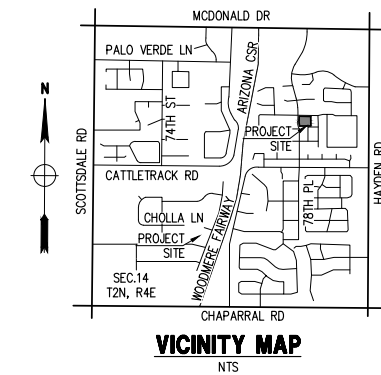 MCDONALD DR
PALO VERDE LN
ARIZONA CSR
74TH ST
N
PROJECT
SITE
SCOTTSDALE RD
HAYDEN RD
CATTLETRACK RD
78TH PL
CHOLLA LN
WOODMERE FAIRWAY
PROJECT
SITE
SEC.14
T2N, R4E
CHAPARRAL RD
VICINITY MAP
NTS